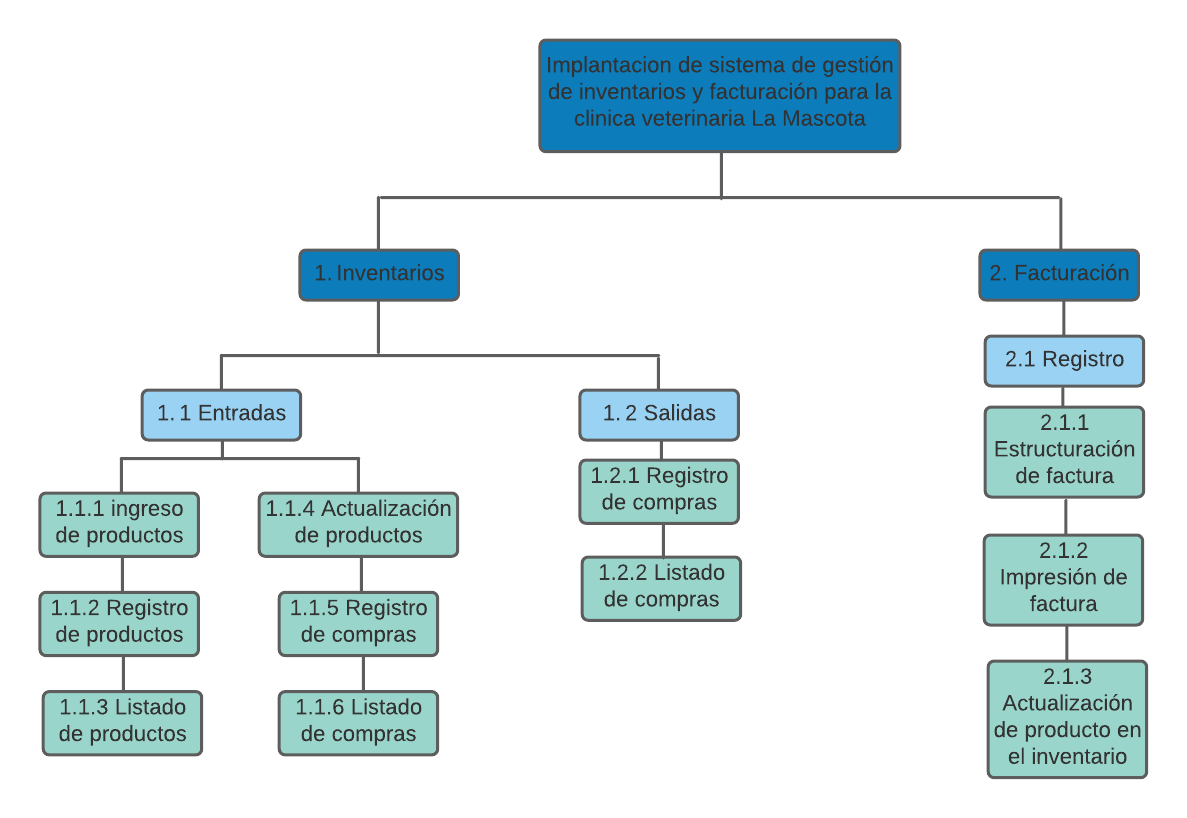 Implantacion de sistema de gestión
de inventarios y facturación para la
clinica veterinaria La Mascota
1. Inventarios
2. Facturación
2.1 Registro
1. 1 Entradas
1. 2 Salidas
2.1.1
Estructuración
de factura
1.2.1 Registro
de compras
1.1.1 ingreso
de productos
1.1.4 Actualización
de productos
2.1.2
Impresión de
factura
1.2.2 Listado
de compras
1.1.2 Registro
de productos
1.1.5 Registro
de compras
2.1.3
Actualización
de producto en
el inventario
1.1.3 Listado
de productos
1.1.6 Listado
de compras